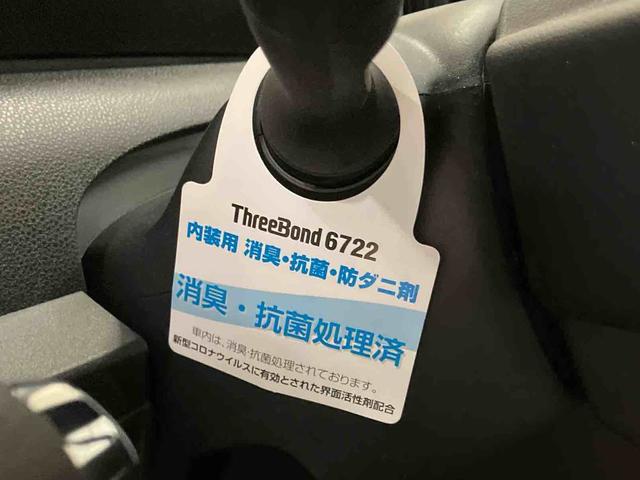 ThreeBond 6722
内装用 消臭・抗菌・防ダニ剤
消臭・抗菌処理済
車内は、消臭・抗菌処理されております。
新型コロナウイルスに有効とされた界面活性剤配合